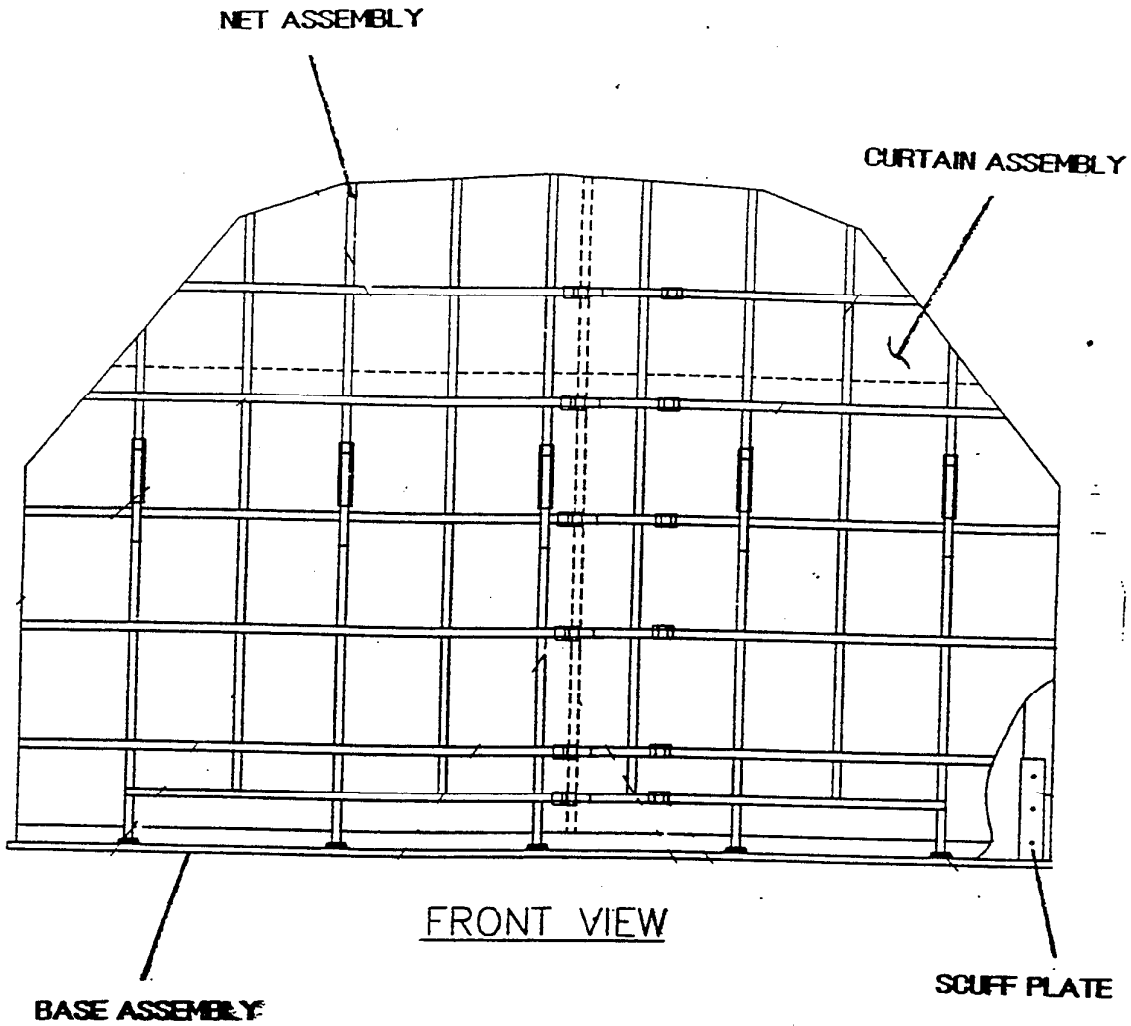 NET ASSEMBLY
CURTAIN ASSEMBLY
FRONT VIEW
SCUFF PLATE
BASE ASSEMBLY